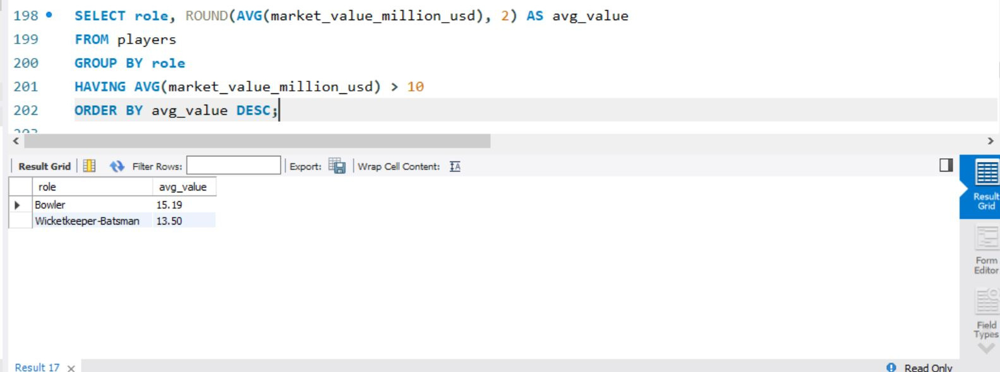 198 SELECT role, ROUND(AVG(market_value_million_usd), 2) AS avg_value
199 FROM players
200 GROUP BY role
201 HAVING AVG(market_value_million_usd) > 10
202 ORDER BY avg_value DESC;
203
Result Grid Filter Rows: Export: Wrap Cell Content:
role avg_value
Bowler 15.19
Wicketkeeper-Batsman 13.50
Result
Grid
Form
Editor
Field
Types
Result 17 Read Only